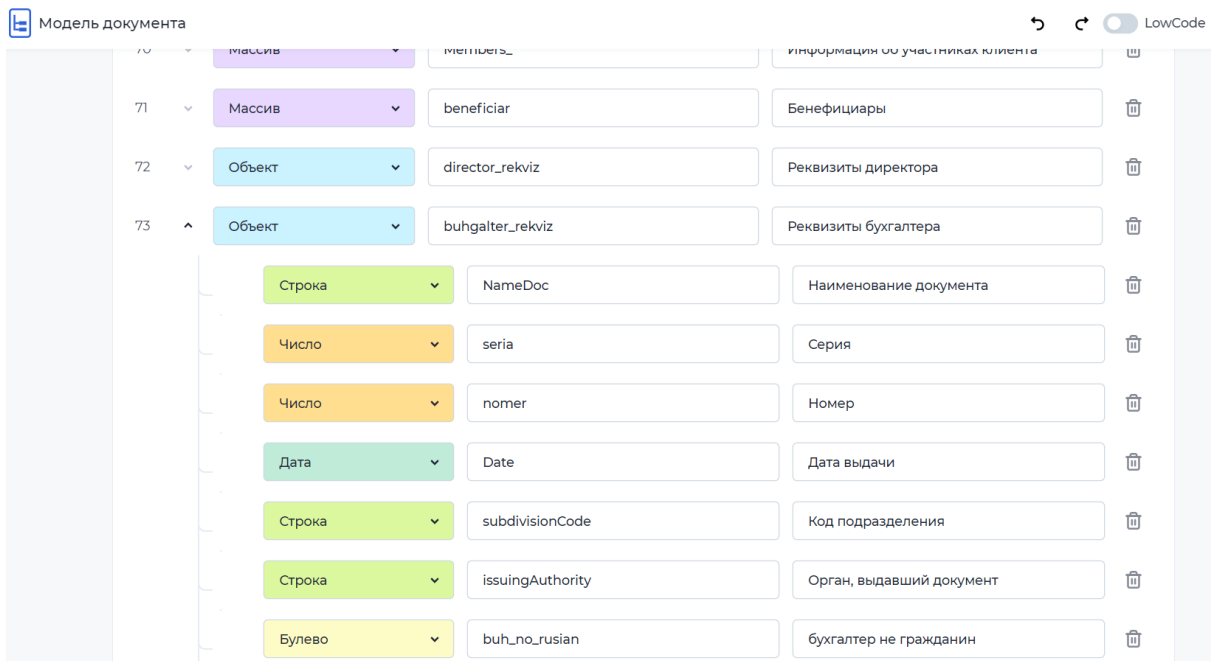 Модель документа LowCode
70 Массив Members_ Информация об участниках клиента
71 Массив beneficiar Бенефициары
72 Объект director_rekviz Реквизиты директора
73 Объект buhgalter_rekviz Реквизиты бухгалтера
Строка NameDoc Наименование документа
Число seria Серия
Число nomer Номер
Дата Date Дата выдачи
Строка subdivisionCode Код подразделения
Строка issuingAuthority Орган, выдавший документ
Булево buh_no_rusian бухгалтер не гражданин